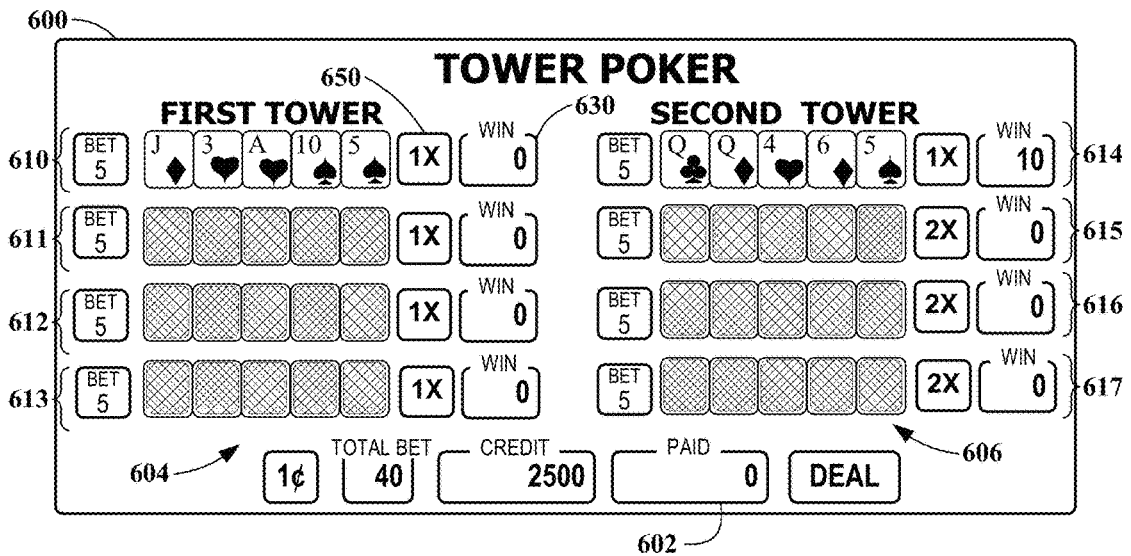 600
TOWER POKER
650
630
FIRST TOWER
SECOND TOWER
610 BET 5 J 3 A 10 5 1X WIN 0
BET 5 Q Q 4 6 5 1X WIN 10 614
611 BET 5 1X WIN 0
BET 5 2X WIN 0 615
612 BET 5 1X WIN 0
BET 5 2X WIN 0 616
613 BET 5 1X WIN 0
BET 5 2X WIN 0 617
604
606
1¢ TOTAL BET 40 CREDIT 2500 PAID 0 DEAL
602